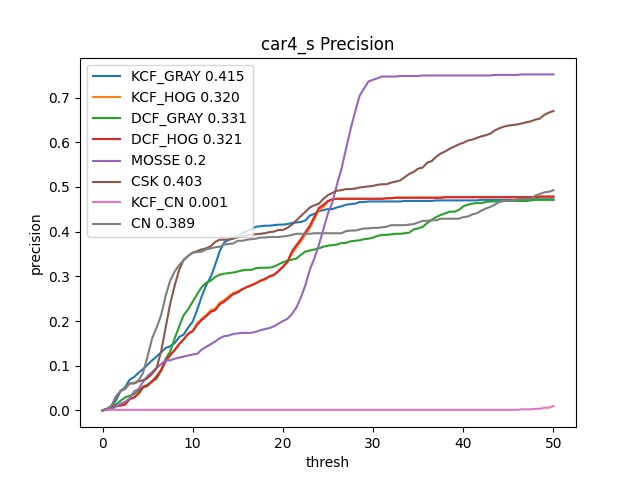 car4_s Precision
KCF_GRAY 0.415
KCF_HOG 0.320
DCF_GRAY 0.331
DCF_HOG 0.321
MOSSE 0.2
CSK 0.403
KCF_CN 0.001
CN 0.389
precision
0.7
0.6
0.5
0.4
0.3
0.2
0.1
0.0
0 10 20 30 40 50
thresh